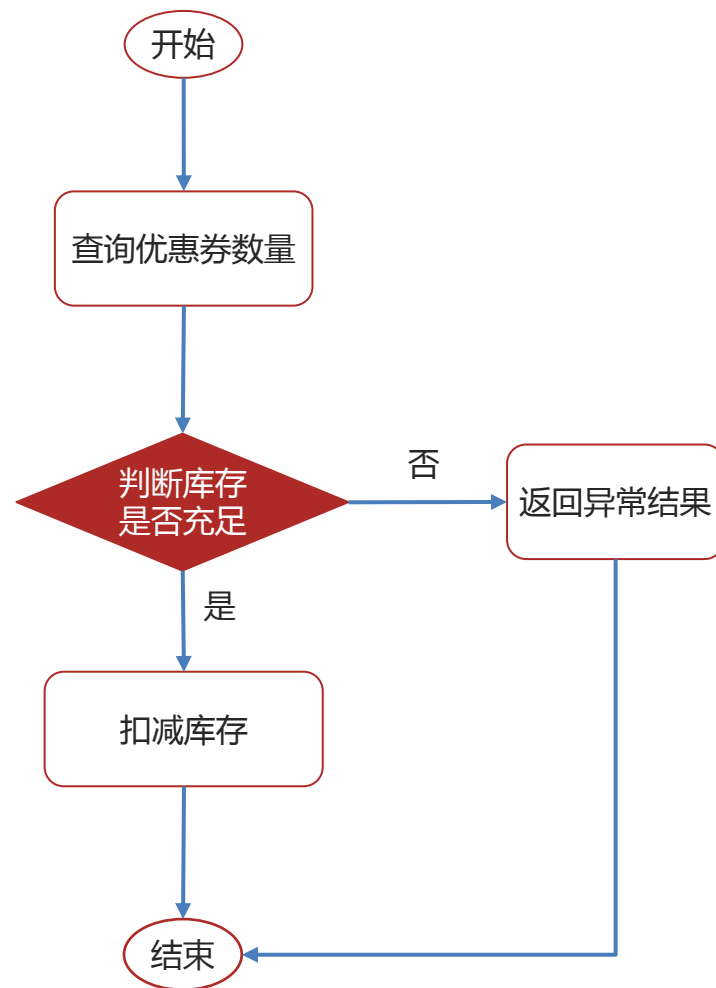 开始
查询优惠券数量
判断库存
是否充足
否
返回异常结果
是
扣减库存
结束